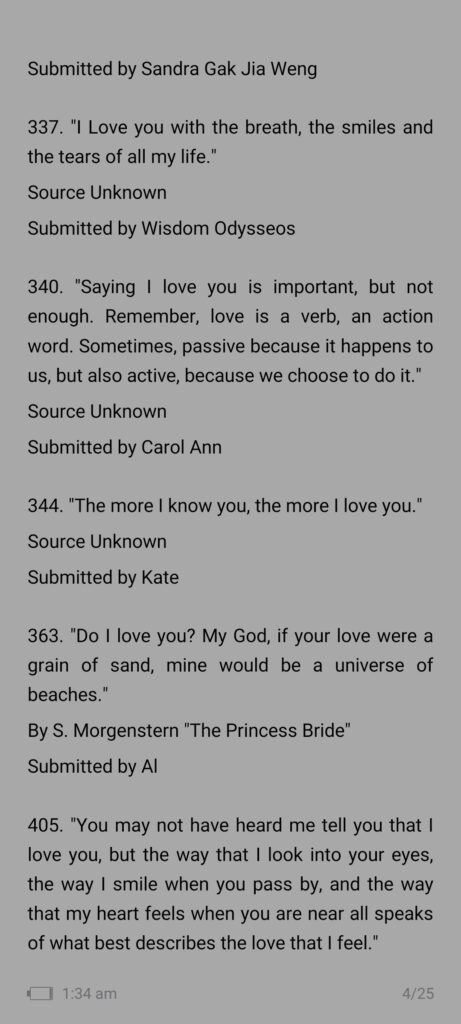 Submitted by Sandra Gak Jia Weng
337. "I Love you with the breath, the smiles and
the tears of all my life."
Source Unknown
Submitted by Wisdom Odysseos
340. "Saying I love you is important, but not
enough. Remember, love is a verb, an action
word. Sometimes, passive because it happens to
us, but also active, because we choose to do it."
Source Unknown
Submitted by Carol Ann
344. "The more I know you, the more I love you."
Source Unknown
Submitted by Kate
363. "Do I love you? My God, if your love were a
grain of sand, mine would be a universe of
beaches."
By S. Morgenstern "The Princess Bride"
Submitted by Al
405. "You may not have heard me tell you that I
love you, but the way that I look into your eyes,
the way I smile when you pass by, and the way
that my heart feels when you are near all speaks
of what best describes the love that I feel."
1:34 am 4/25